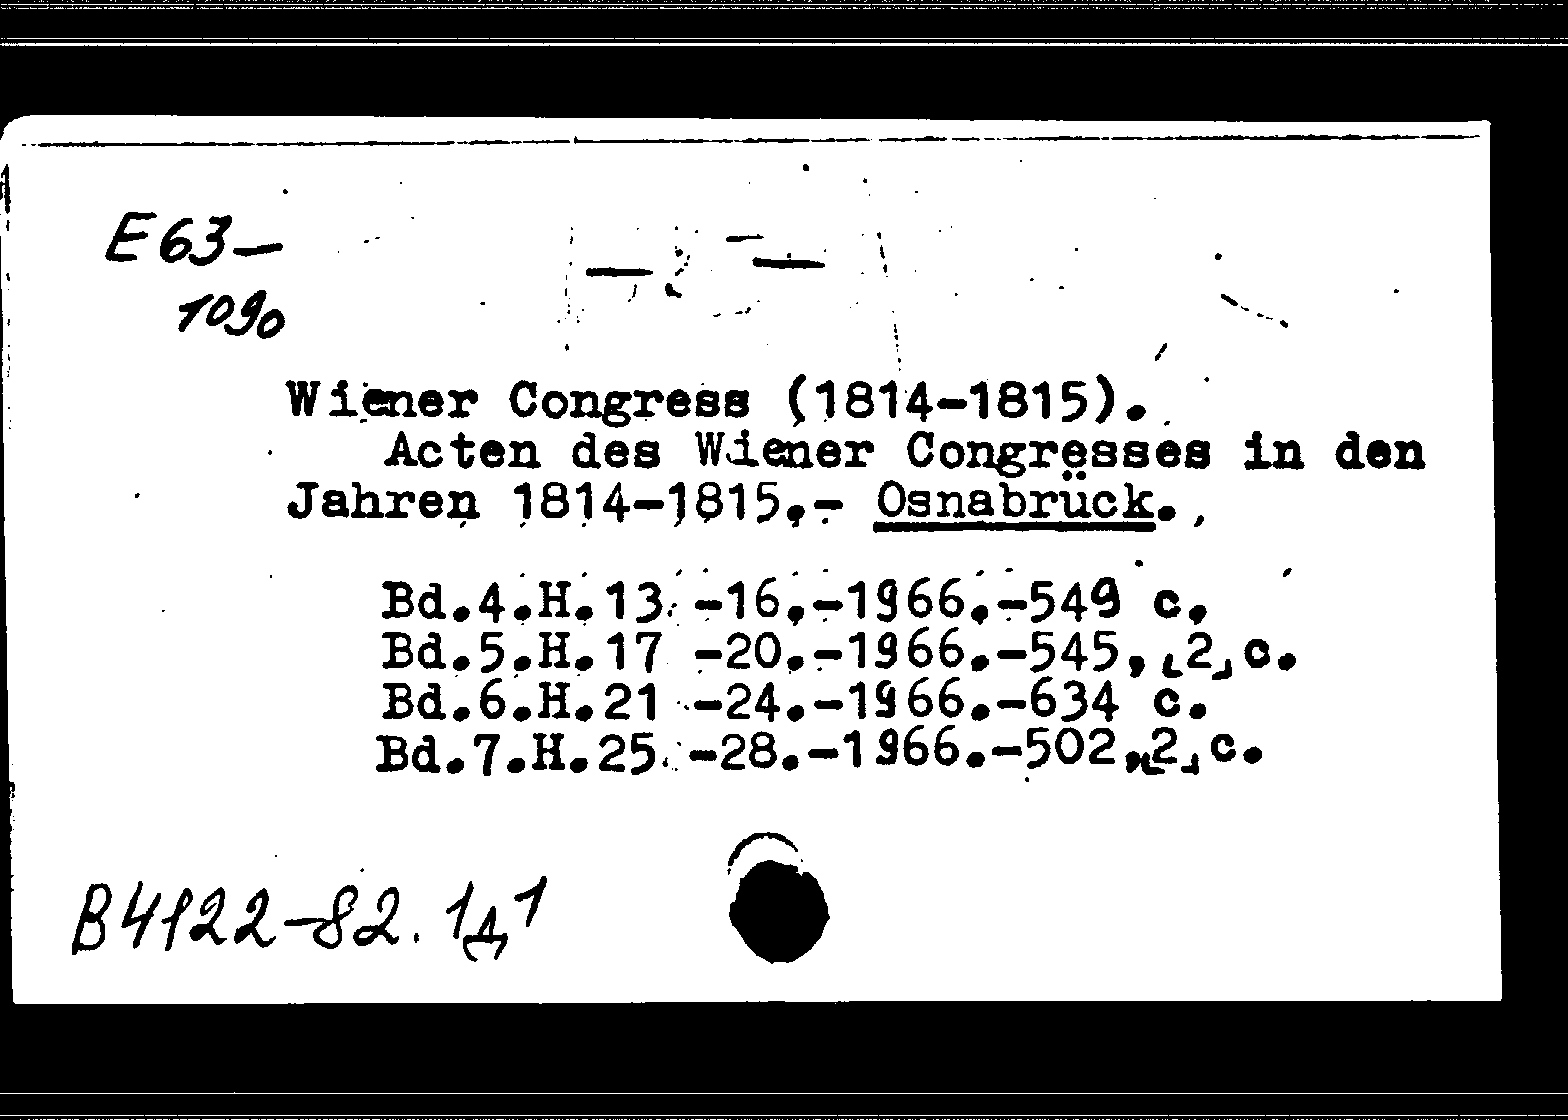 E63—
1090
Wiener Congress (1814-1815).
Acten des Wiener Congresses in den
Jahren 1814-1815.- Osnabrück.
Bd.4.H.13 -16.-1966.-549 с.
Bd.5.H.17 -20.-1966.-545,[2]с.
Bd.6.H.21 -24.-1966.-634 с.
Bd.7.H.25 -28.-1966.-502,[2]с.
В4122-82. 1д1